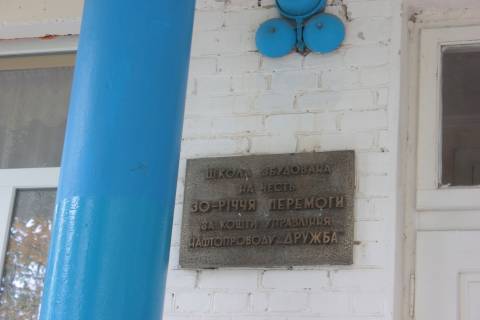 ШКОЛА ЗБУДОВАНА
НА ЧЕСТЬ
30-РІЧЧЯ ПЕРЕМОГИ
ЗА КОШТИ УПРАВЛІННЯ
НАФТОПРОВОДУ „ДРУЖБА"